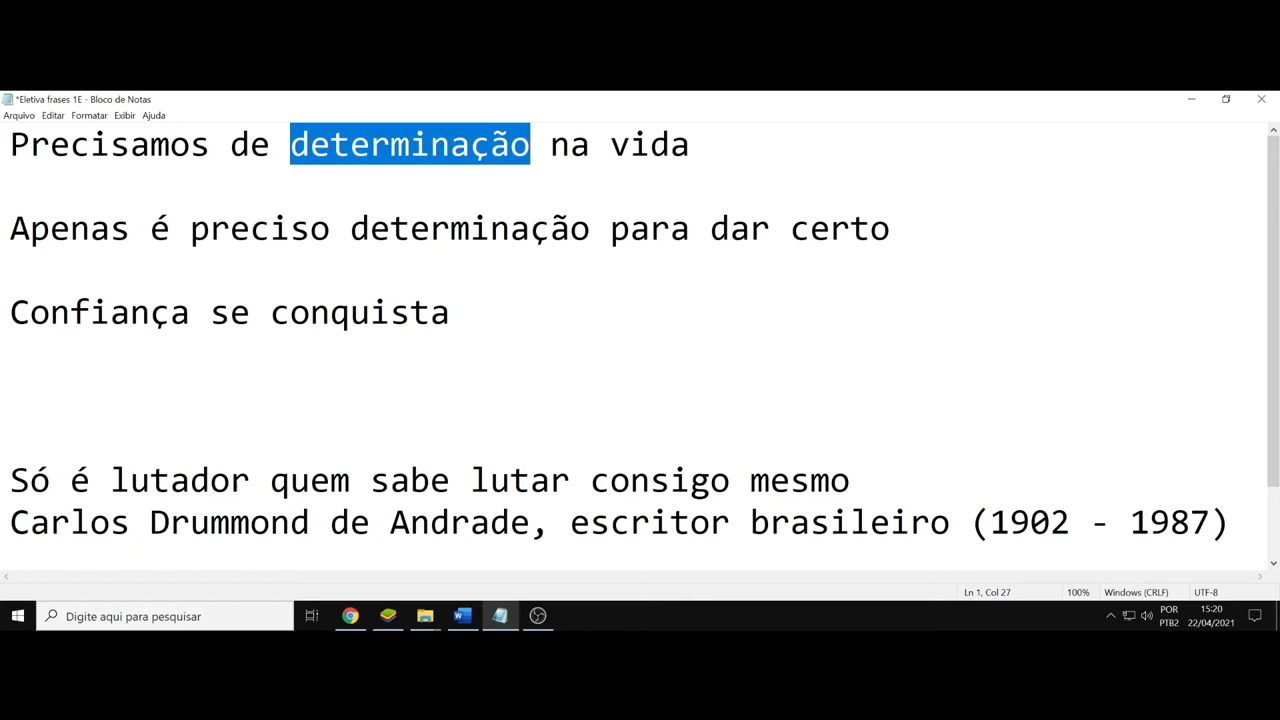 *Eletiva frases 1E - Bloco de Notas
Arquivo Editar Formatar Exibir Ajuda
Precisamos de determinação na vida
Apenas é preciso determinação para dar certo
Confiança se conquista
Só é lutador quem sabe lutar consigo mesmo
Carlos Drummond de Andrade, escritor brasileiro (1902 - 1987)
Ln 1, Col 27 100% Windows (CRLF) UTF-8
Digite aqui para pesquisar
POR 15:20
PTB2 22/04/2021